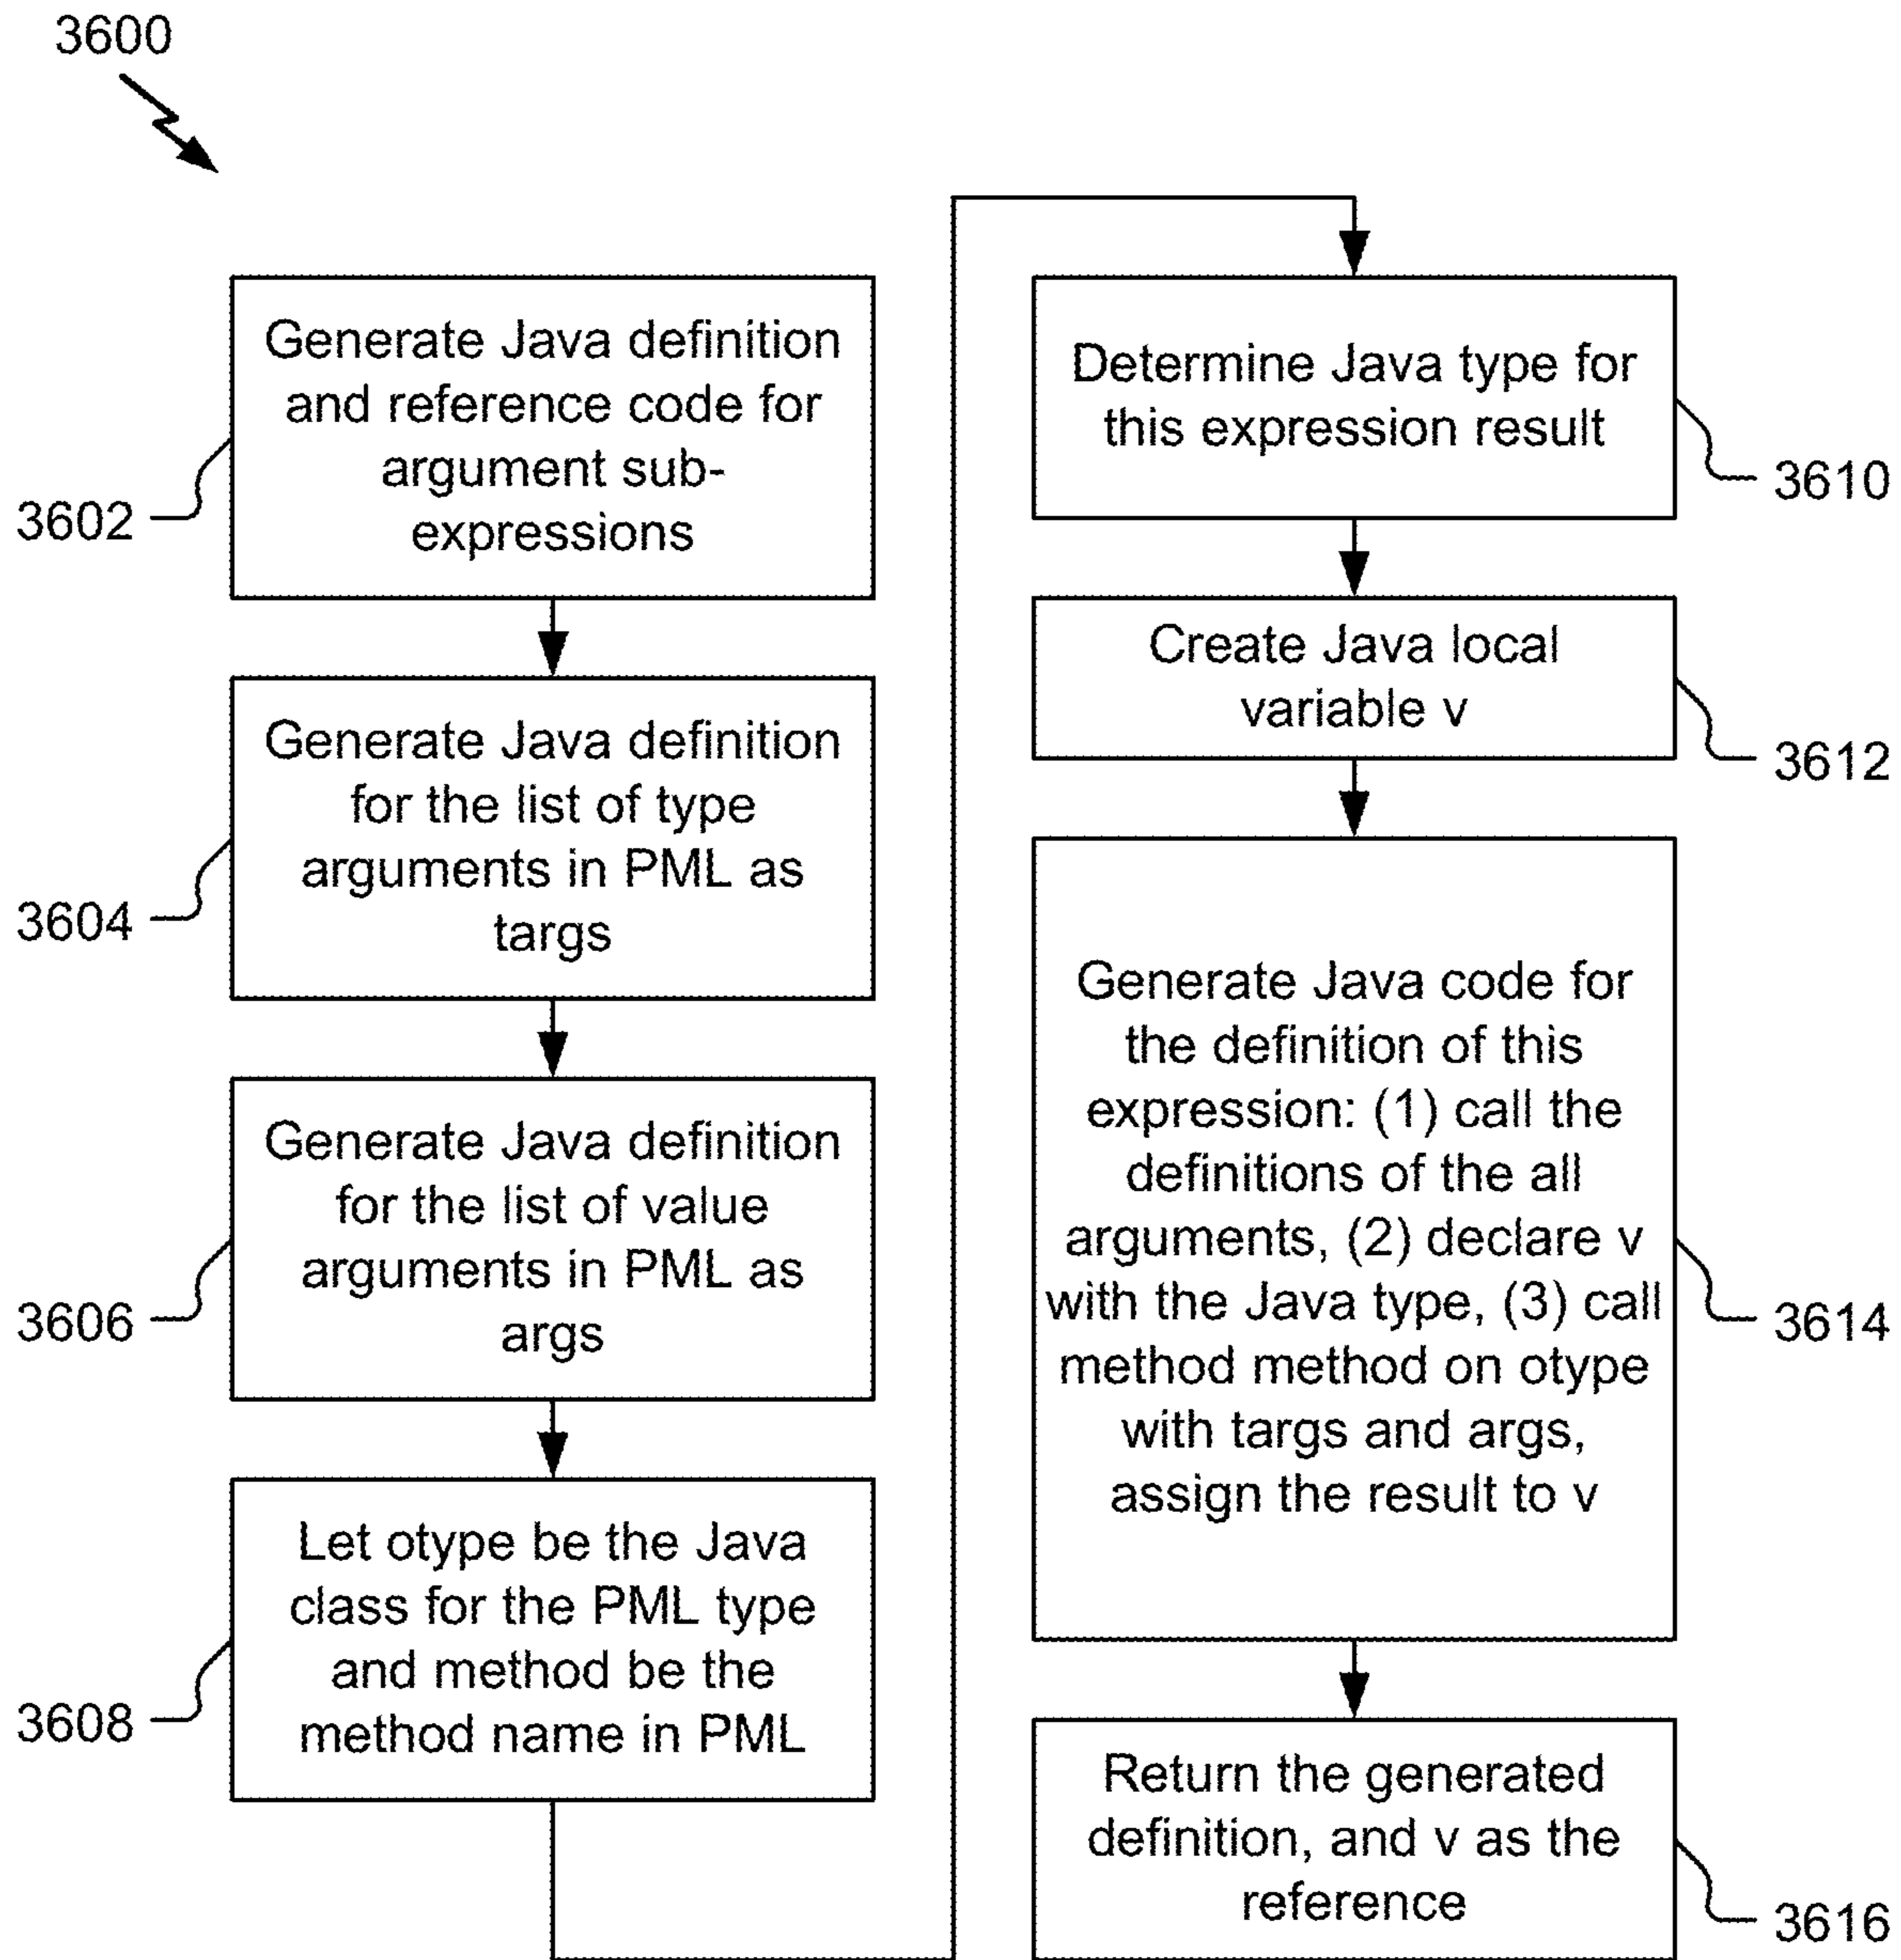 3600
Generate Java definition
and reference code for
argument sub-
expressions
3602
Generate Java definition
for the list of type
arguments in PML as
targs
3604
Generate Java definition
for the list of value
arguments in PML as
args
3606
Let otype be the Java
class for the PML type
and method be the
method name in PML
3608
Determine Java type for
this expression result
3610
Create Java local
variable v
3612
Generate Java code for
the definition of this
expression: (1) call the
definitions of the all
arguments, (2) declare v
with the Java type, (3) call
method method on otype
with targs and args,
assign the result to v
3614
Return the generated
definition, and v as the
reference
3616